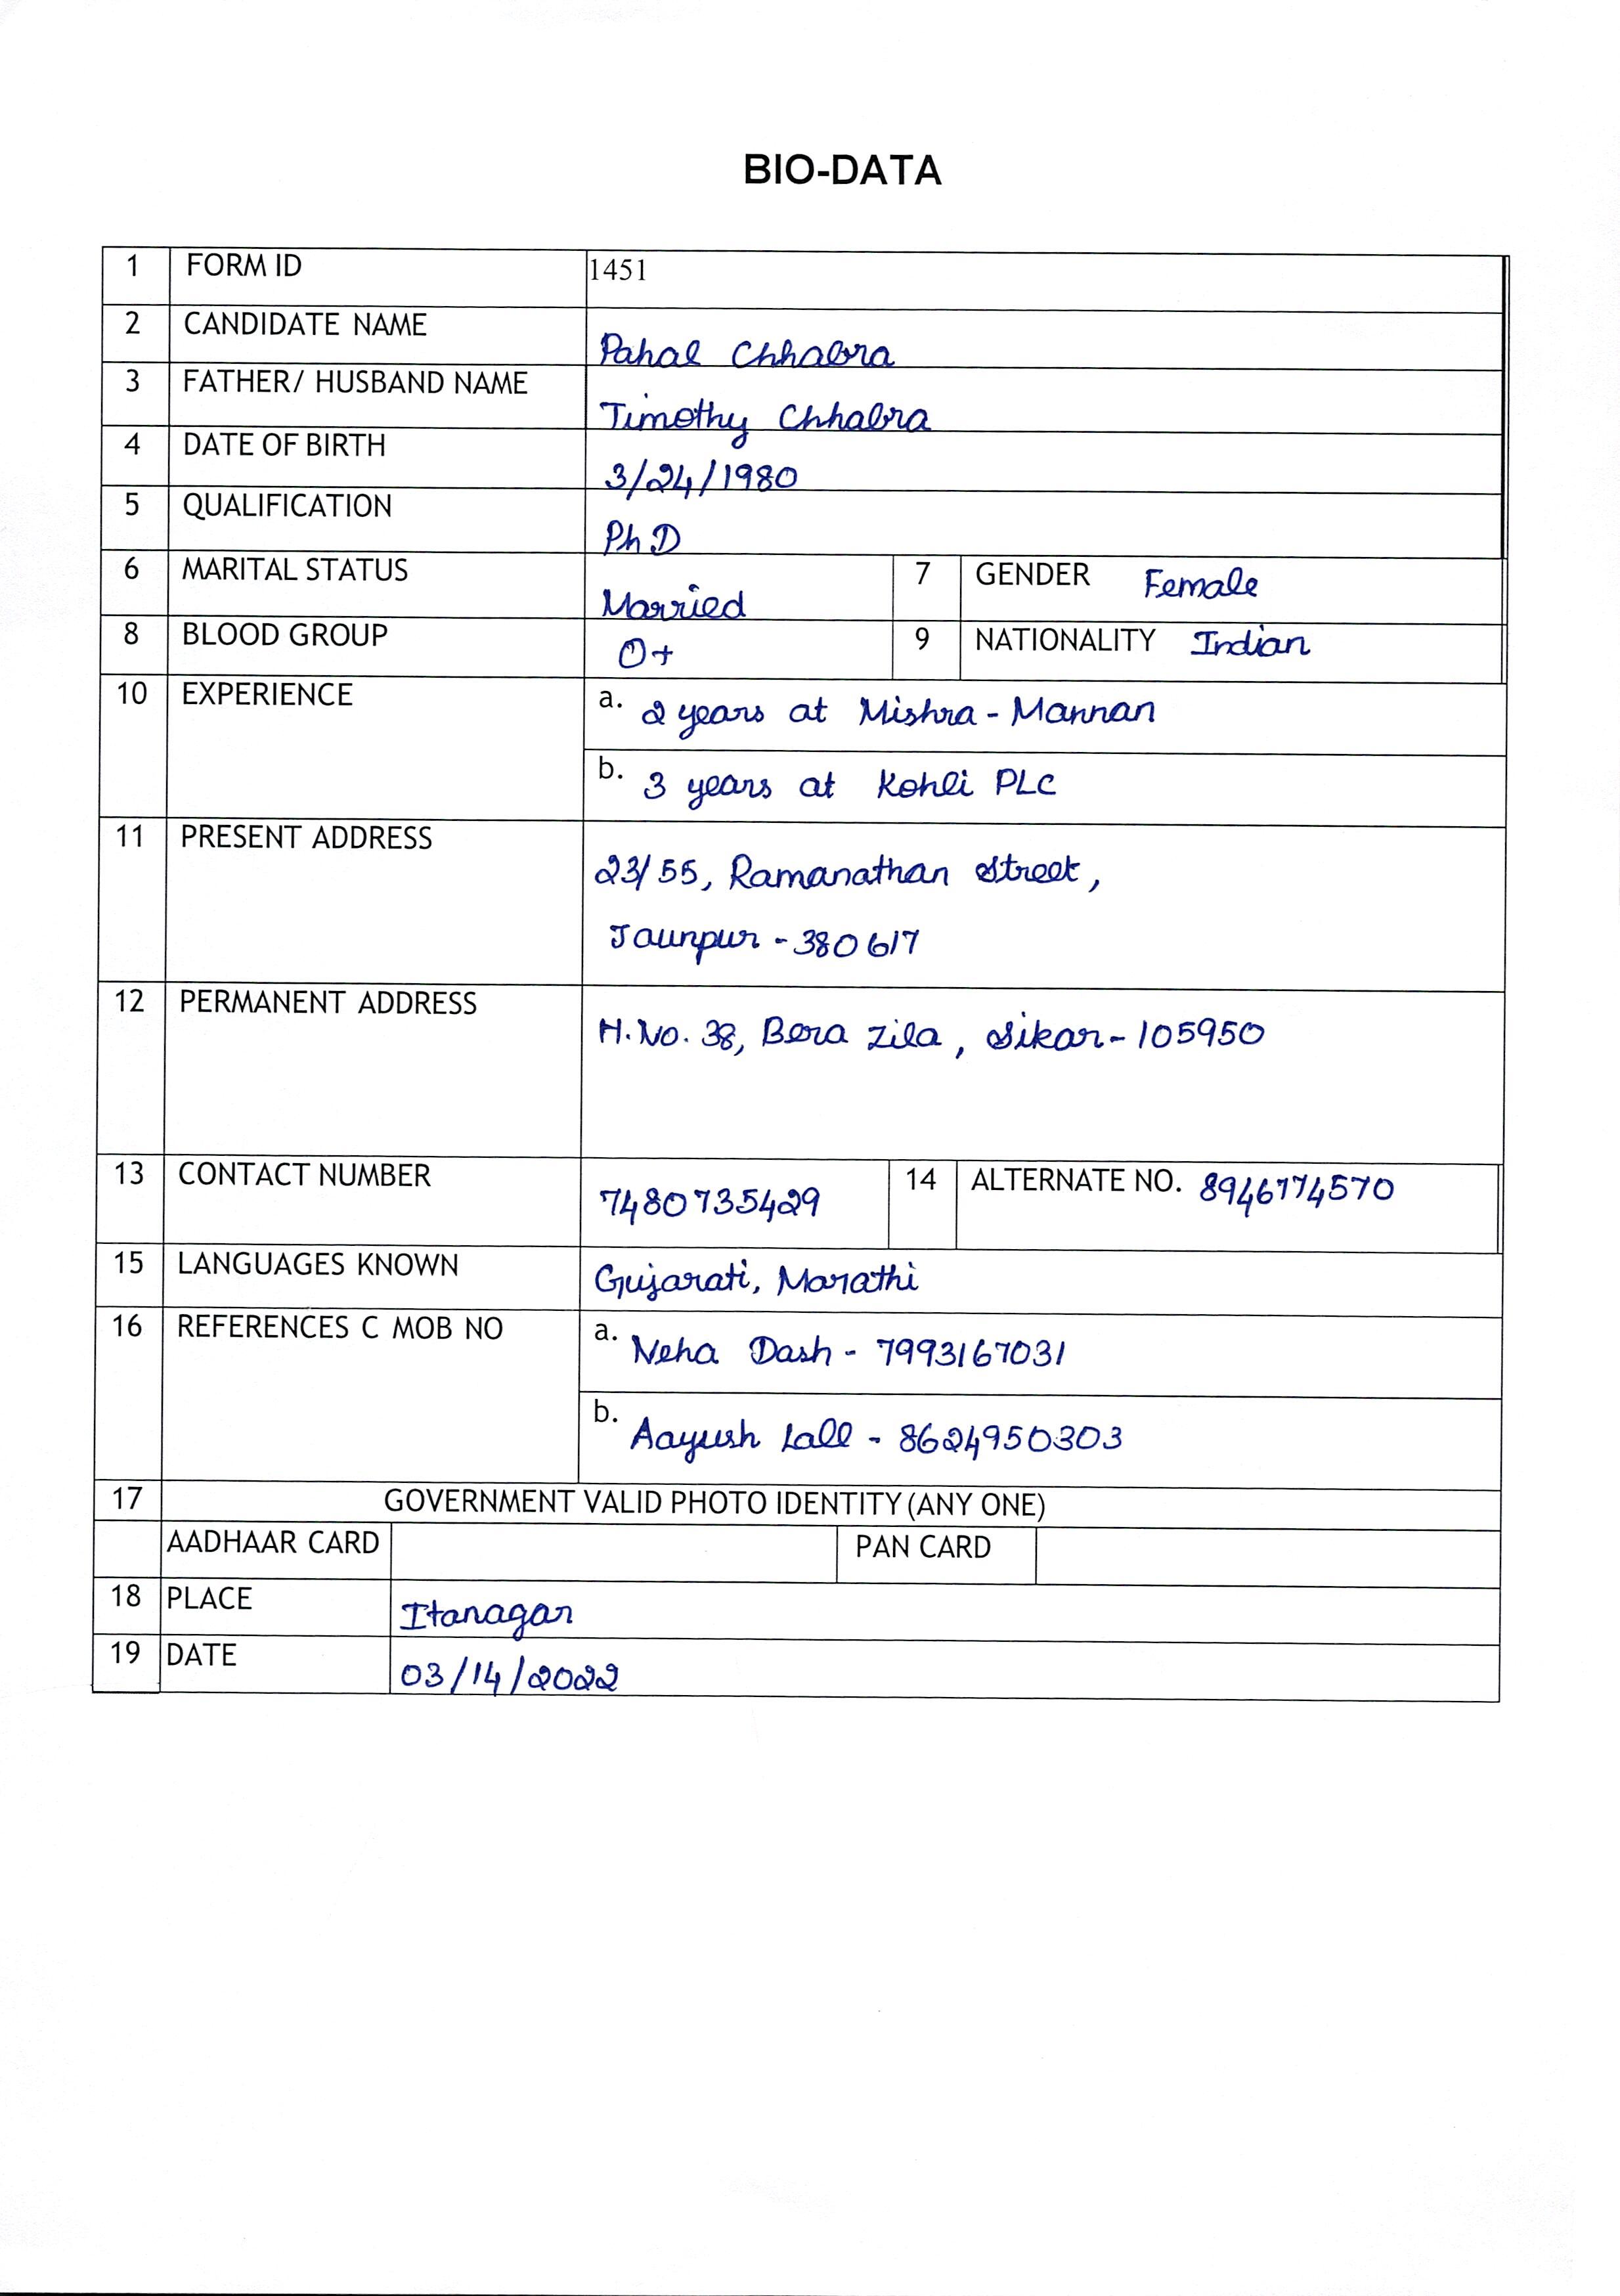 BIO-DATA
1 FORM ID 1451
2 CANDIDATE NAME Pahal Chhabra
3 FATHER/ HUSBAND NAME Timothy Chhabra
4 DATE OF BIRTH 3/24/1980
5 QUALIFICATION PhD
6 MARITAL STATUS Married 7 GENDER Female
8 BLOOD GROUP O+ 9 NATIONALITY Indian
10 EXPERIENCE a. 2 years at Mishra - Mannan
b. 3 years at Kohli PLC
11 PRESENT ADDRESS 23/55, Ramanathan Street,
Jaunpur - 380617
12 PERMANENT ADDRESS H.No. 38, Bera Zila, Sikar - 105950
13 CONTACT NUMBER 7480735429 14 ALTERNATE NO. 8946774570
15 LANGUAGES KNOWN Gujarati, Marathi
16 REFERENCES C MOB NO a. Neha Dash - 7993167031
b. Aayush Lall - 8624950303
17 GOVERNMENT VALID PHOTO IDENTITY (ANY ONE)
AADHAAR CARD PAN CARD
18 PLACE Itanagar
19 DATE 03/14/2022